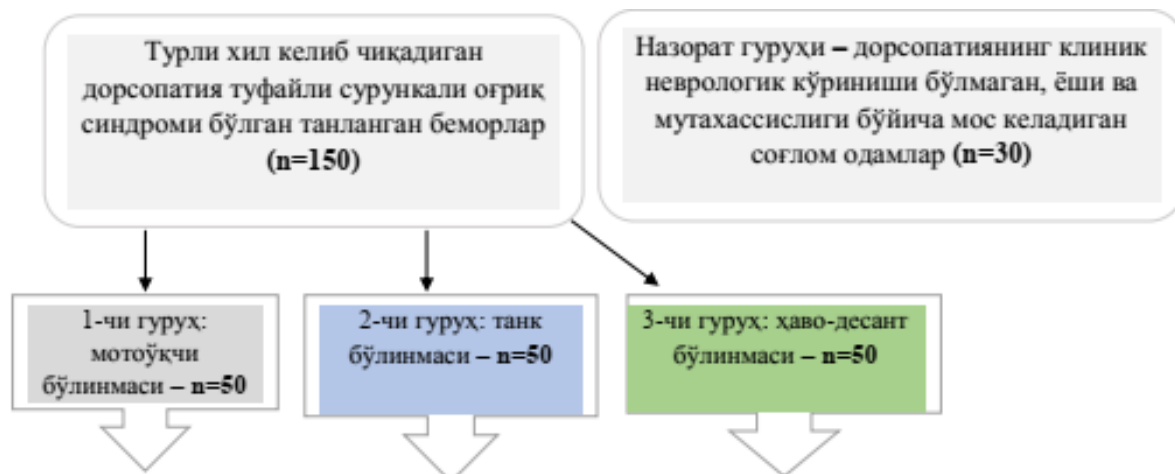 Турли хил келиб чиқадиган
дорсопатия туфайли сурункали оғриқ
синдроми бўлган танланган беморлар
(n=150)
Назорат гуруҳи – дорсопатиянинг клиник
неврологик кўриниши бўлмаган, ёши ва
мутахассислиги бўйича мос келадиган
соғлом одамлар (n=30)
1-чи гуруҳ:
мотоўқчи
бўлинмаси – n=50
2-чи гуруҳ: танк
бўлинмаси – n=50
3-чи гуруҳ: ҳаво-десант
бўлинмаси – n=50